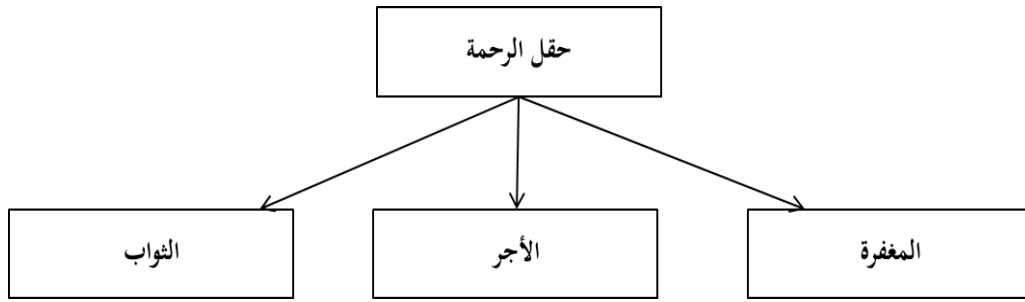 حقل الرحمة
المغفرة
الأجر
الثواب